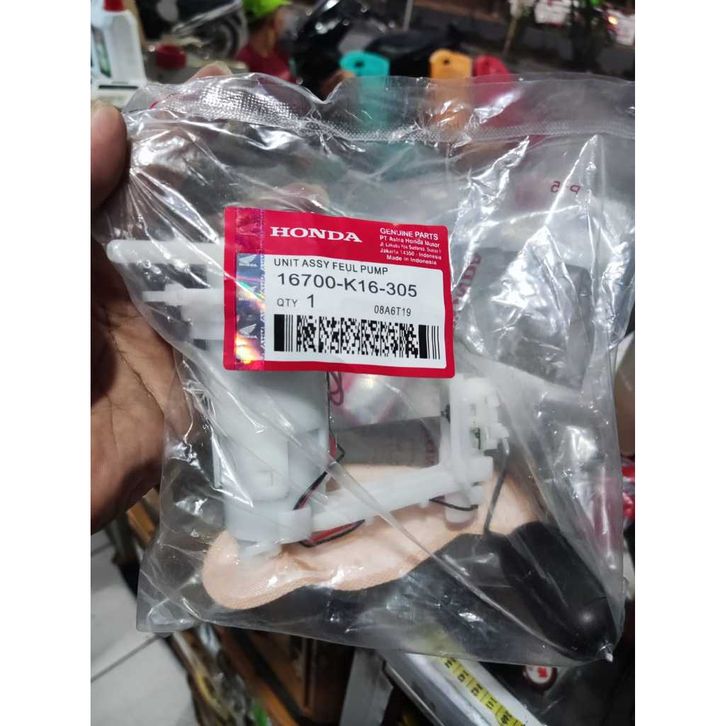 HONDA
GENUINE PARTS
PT Astra Honda Motor
Jakarta 14350 - Indonesia
Made in Indonesia
UNIT ASSY FEUL PUMP
16700-K16-305
QTY 1
08A6T19